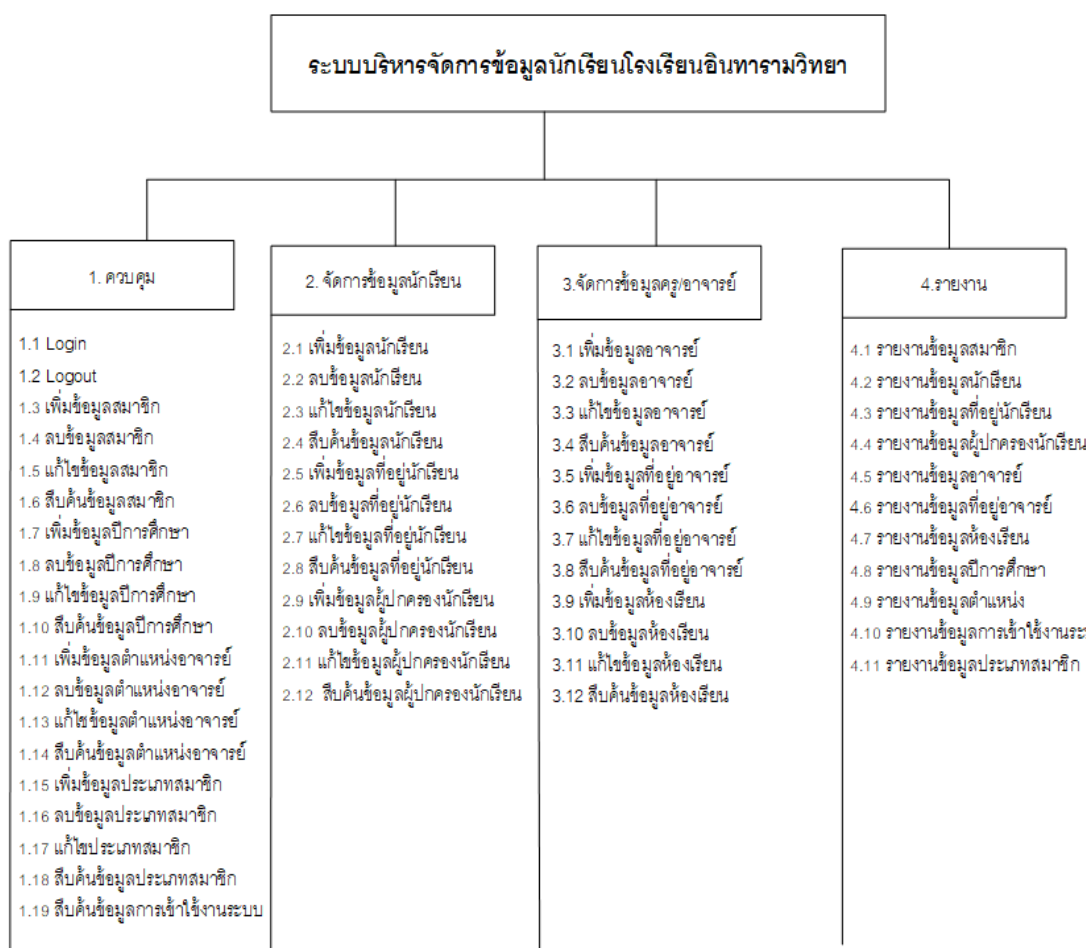 ระบบบริหารจัดการข้อมูลนักเรียนโรงเรียนอินทารามวิทยา
1. ควบคุม
1.1 Login
1.2 Logout
1.3 เพิ่มข้อมูลสมาชิก
1.4 ลบข้อมูลสมาชิก
1.5 แก้ไขข้อมูลสมาชิก
1.6 สืบค้นข้อมูลสมาชิก
1.7 เพิ่มข้อมูลปีการศึกษา
1.8 ลบข้อมูลปีการศึกษา
1.9 แก้ไขข้อมูลปีการศึกษา
1.10 สืบค้นข้อมูลปีการศึกษา
1.11 เพิ่มข้อมูลตำแหน่งอาจารย์
1.12 ลบข้อมูลตำแหน่งอาจารย์
1.13 แก้ไขข้อมูลตำแหน่งอาจารย์
1.14 สืบค้นข้อมูลตำแหน่งอาจารย์
1.15 เพิ่มข้อมูลประเภทสมาชิก
1.16 ลบข้อมูลประเภทสมาชิก
1.17 แก้ไขประเภทสมาชิก
1.18 สืบค้นข้อมูลประเภทสมาชิก
1.19 สืบค้นข้อมูลการเข้าใช้งานระบบ
2. จัดการข้อมูลนักเรียน
2.1 เพิ่มข้อมูลนักเรียน
2.2 ลบข้อมูลนักเรียน
2.3 แก้ไขข้อมูลนักเรียน
2.4 สืบค้นข้อมูลนักเรียน
2.5 เพิ่มข้อมูลที่อยู่นักเรียน
2.6 ลบข้อมูลที่อยู่นักเรียน
2.7 แก้ไขข้อมูลที่อยู่นักเรียน
2.8 สืบค้นข้อมูลที่อยู่นักเรียน
2.9 เพิ่มข้อมูลผู้ปกครองนักเรียน
2.10 ลบข้อมูลผู้ปกครองนักเรียน
2.11 แก้ไขข้อมูลผู้ปกครองนักเรียน
2.12 สืบค้นข้อมูลผู้ปกครองนักเรียน
3.จัดการข้อมูลครู/อาจารย์
3.1 เพิ่มข้อมูลอาจารย์
3.2 ลบข้อมูลอาจารย์
3.3 แก้ไขข้อมูลอาจารย์
3.4 สืบค้นข้อมูลอาจารย์
3.5 เพิ่มข้อมูลที่อยู่อาจารย์
3.6 ลบข้อมูลที่อยู่อาจารย์
3.7 แก้ไขข้อมูลที่อยู่อาจารย์
3.8 สืบค้นข้อมูลที่อยู่อาจารย์
3.9 เพิ่มข้อมูลห้องเรียน
3.10 ลบข้อมูลห้องเรียน
3.11 แก้ไขข้อมูลห้องเรียน
3.12 สืบค้นข้อมูลห้องเรียน
4.รายงาน
4.1 รายงานข้อมูลสมาชิก
4.2 รายงานข้อมูลนักเรียน
4.3 รายงานข้อมูลที่อยู่นักเรียน
4.4 รายงานข้อมูลผู้ปกครองนักเรียน
4.5 รายงานข้อมูลอาจารย์
4.6 รายงานข้อมูลที่อยู่อาจารย์
4.7 รายงานข้อมูลห้องเรียน
4.8 รายงานข้อมูลปีการศึกษา
4.9 รายงานข้อมูลตำแหน่ง
4.10 รายงานข้อมูลการเข้าใช้งานระ
4.11 รายงานข้อมูลประเภทสมาชิก